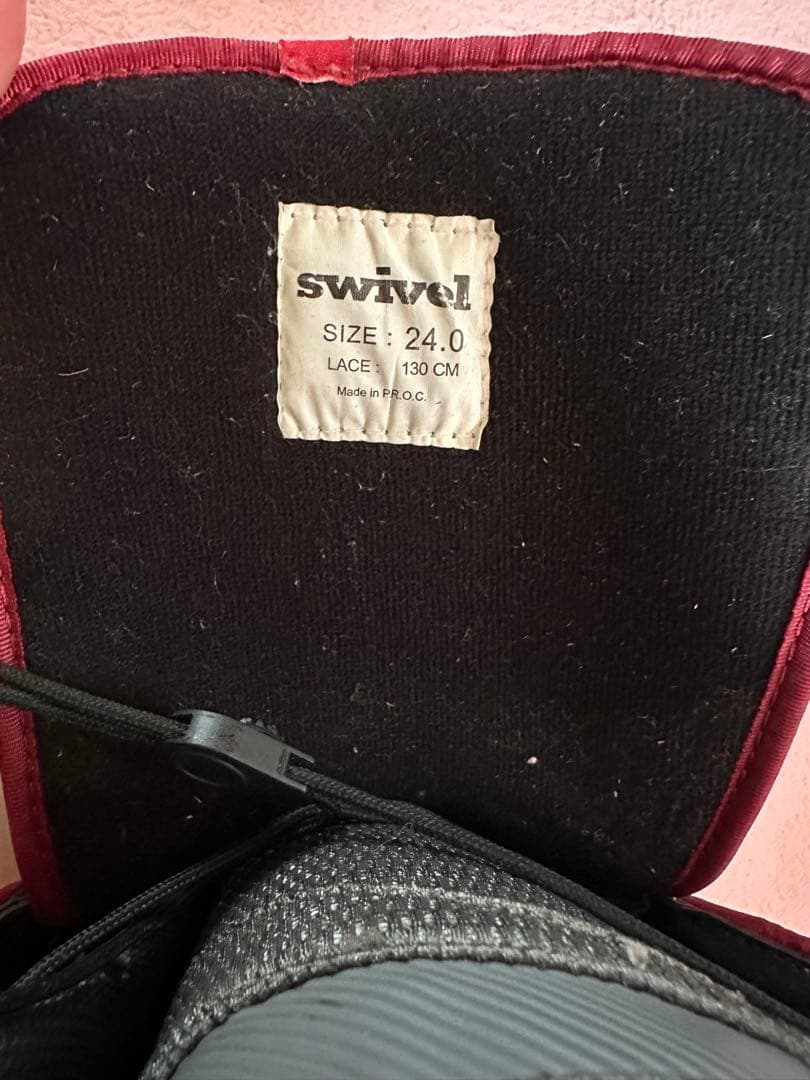 swivel
SIZE : 24.0
LACE : 130 CM
Made in P.R.O.C.